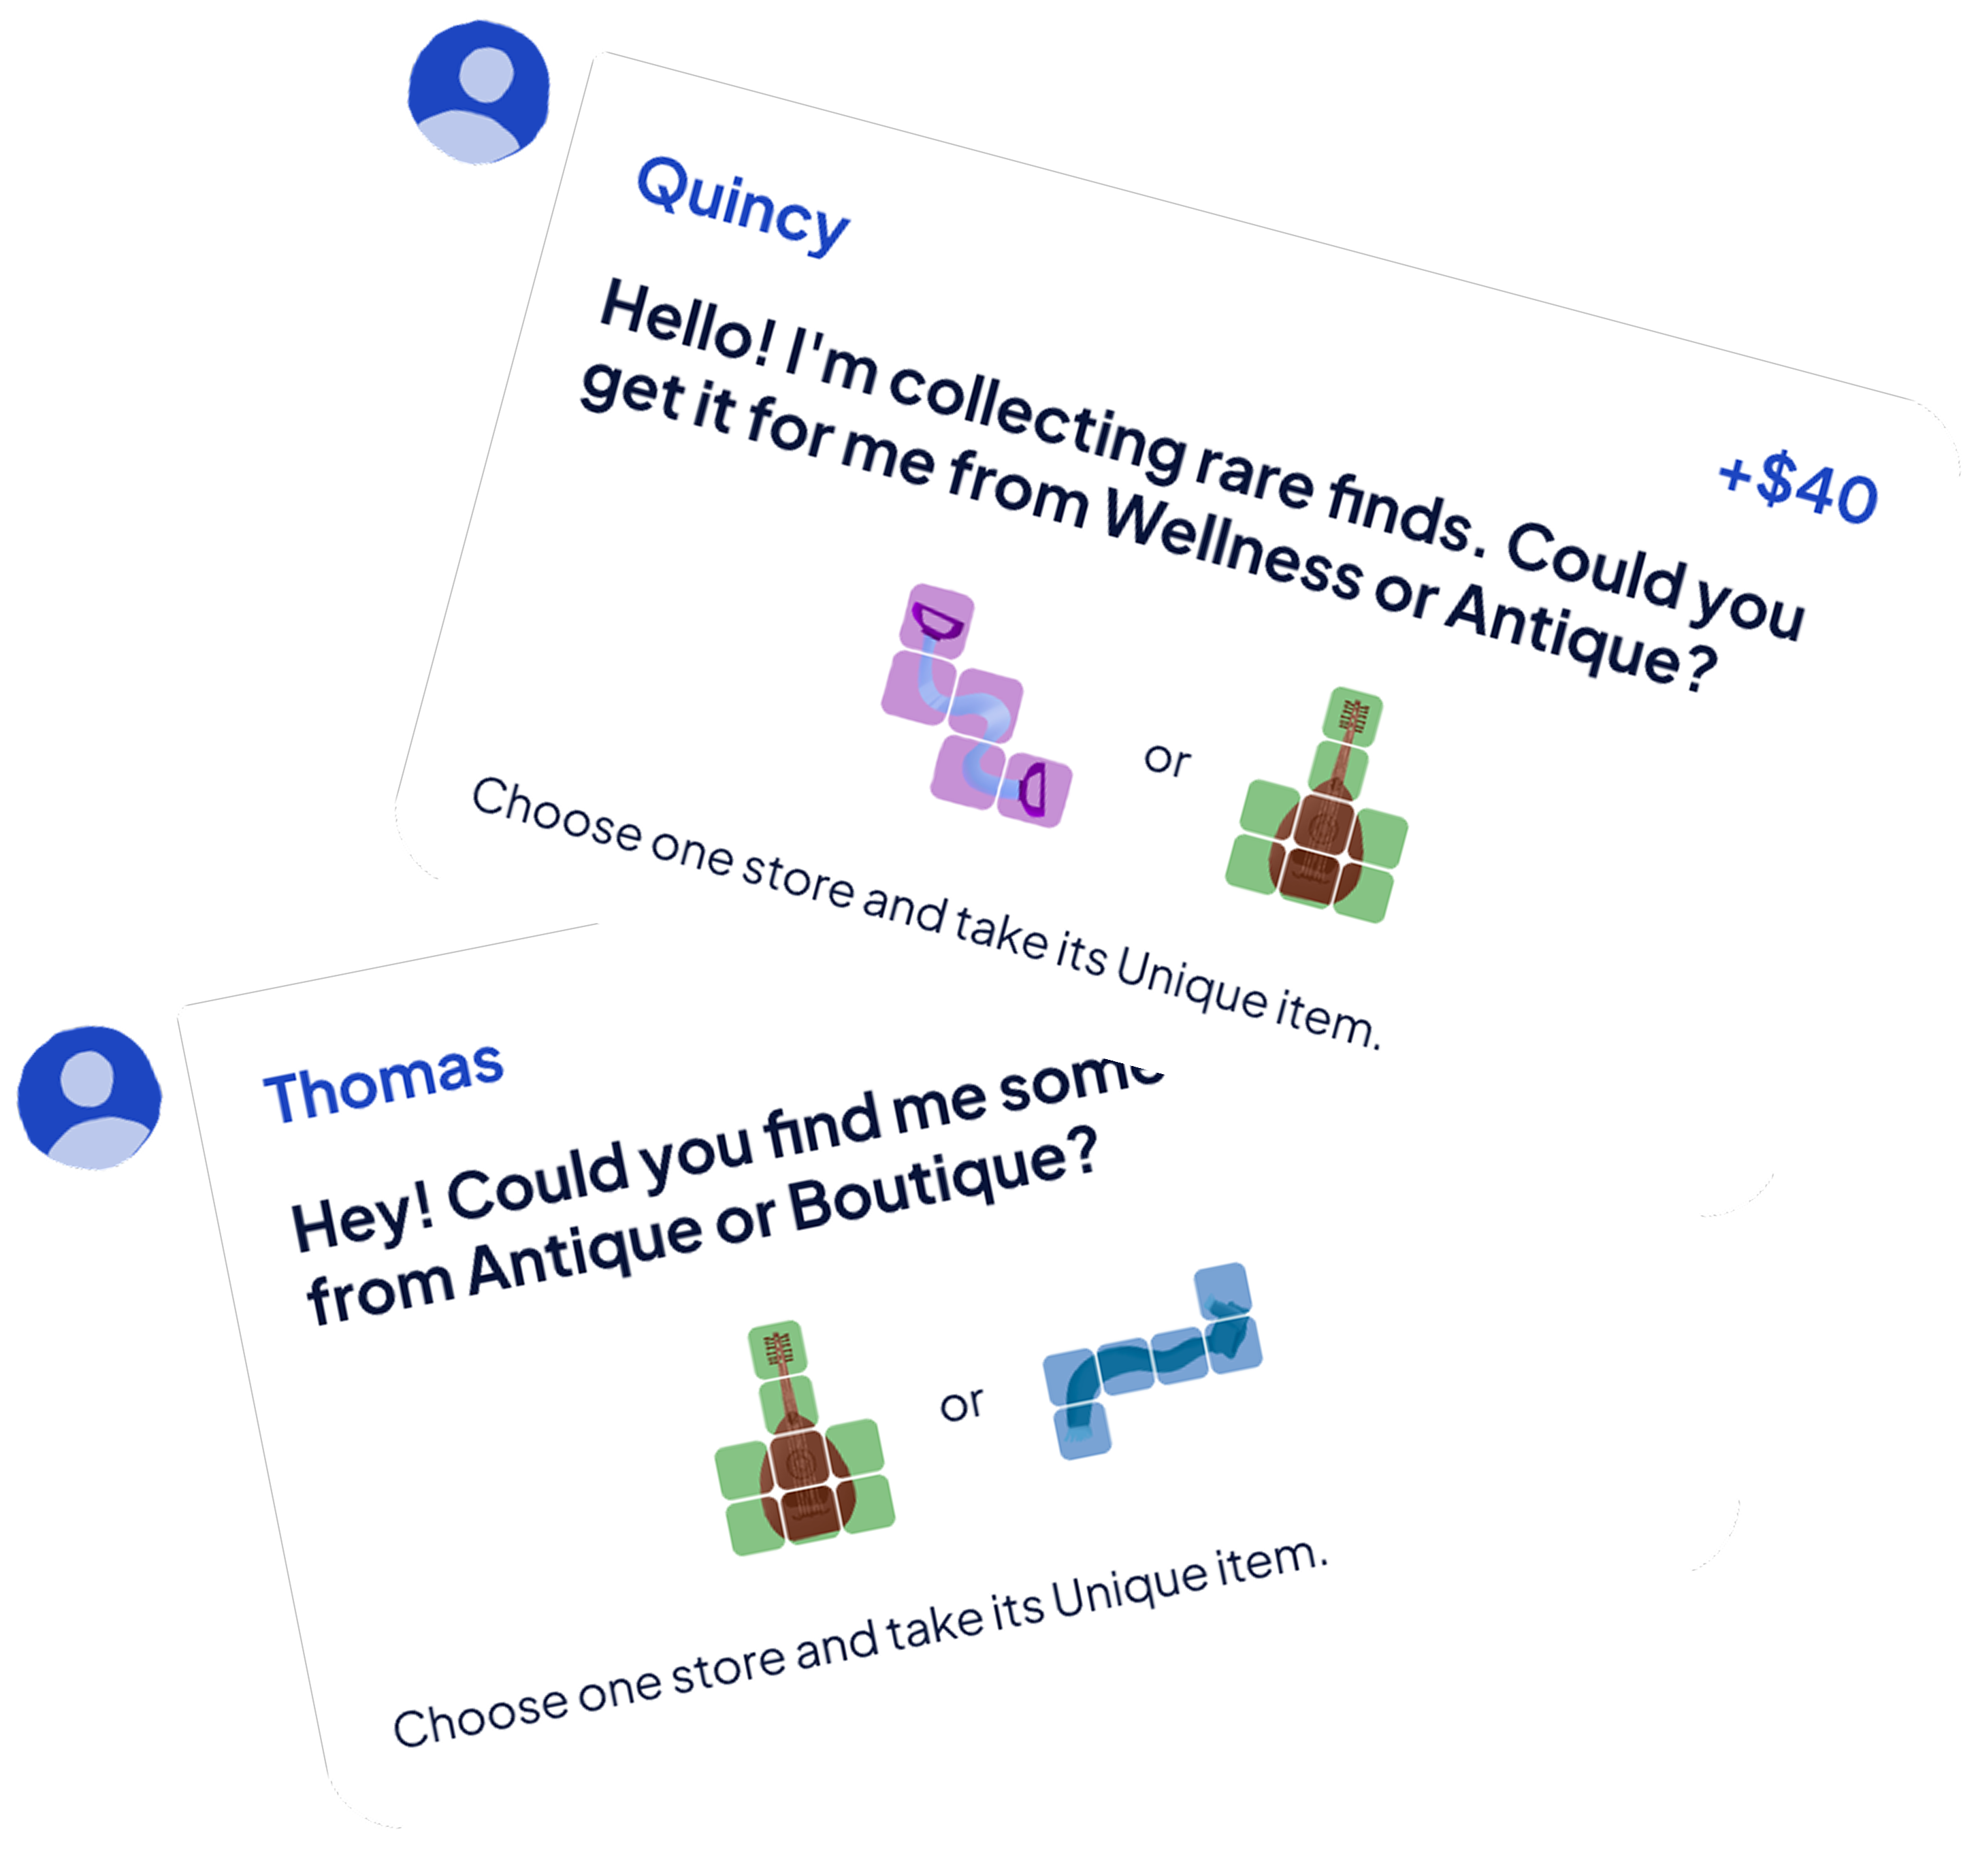 Quincy
+$40
Hello! I'm collecting rare finds. Could you
get it for me from Wellness or Antique?
or
Choose one store and take its Unique item.
Thomas
Hey! Could you find me some
from Antique or Boutique?
or
Choose one store and take its Unique item.